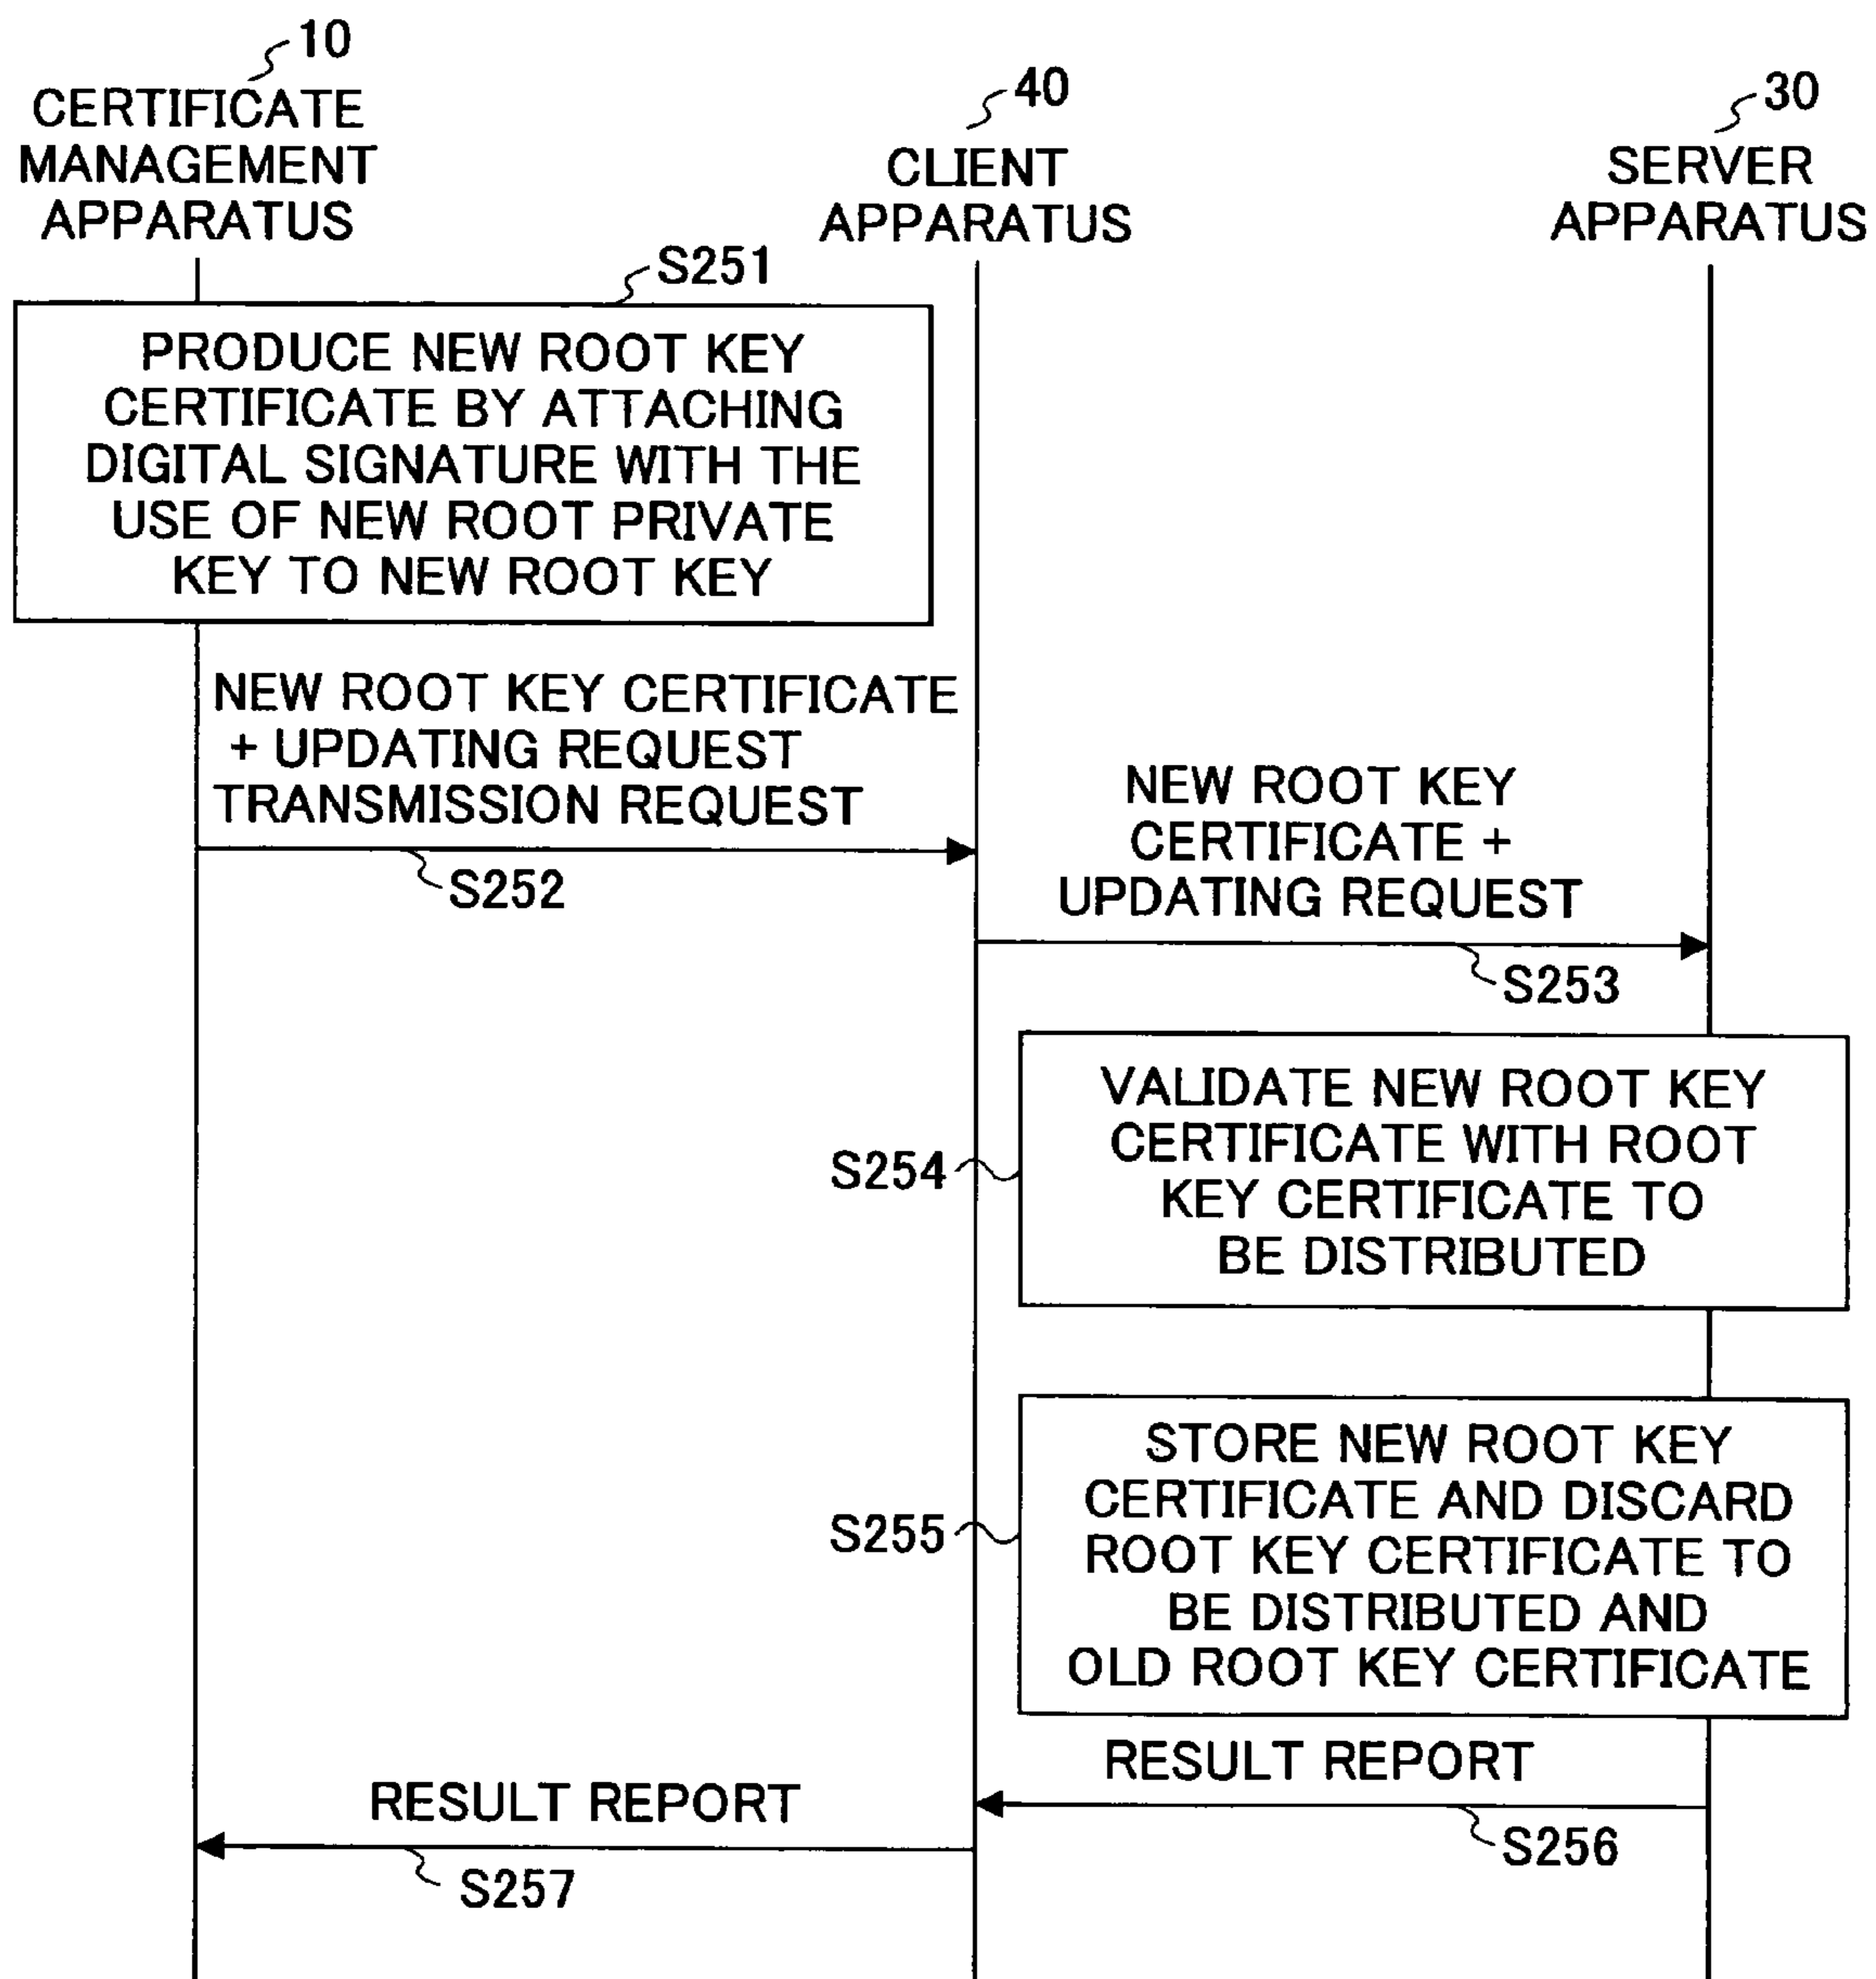 10
CERTIFICATE
MANAGEMENT
APPARATUS
40
CLIENT
APPARATUS
30
SERVER
APPARATUS
S251
PRODUCE NEW ROOT KEY
CERTIFICATE BY ATTACHING
DIGITAL SIGNATURE WITH THE
USE OF NEW ROOT PRIVATE
KEY TO NEW ROOT KEY
NEW ROOT KEY CERTIFICATE
+ UPDATING REQUEST
TRANSMISSION REQUEST
S252
NEW ROOT KEY
CERTIFICATE +
UPDATING REQUEST
S253
VALIDATE NEW ROOT KEY
CERTIFICATE WITH ROOT
KEY CERTIFICATE TO
BE DISTRIBUTED
S254
STORE NEW ROOT KEY
CERTIFICATE AND DISCARD
ROOT KEY CERTIFICATE TO
BE DISTRIBUTED AND
OLD ROOT KEY CERTIFICATE
S255
RESULT REPORT
S256
RESULT REPORT
S257